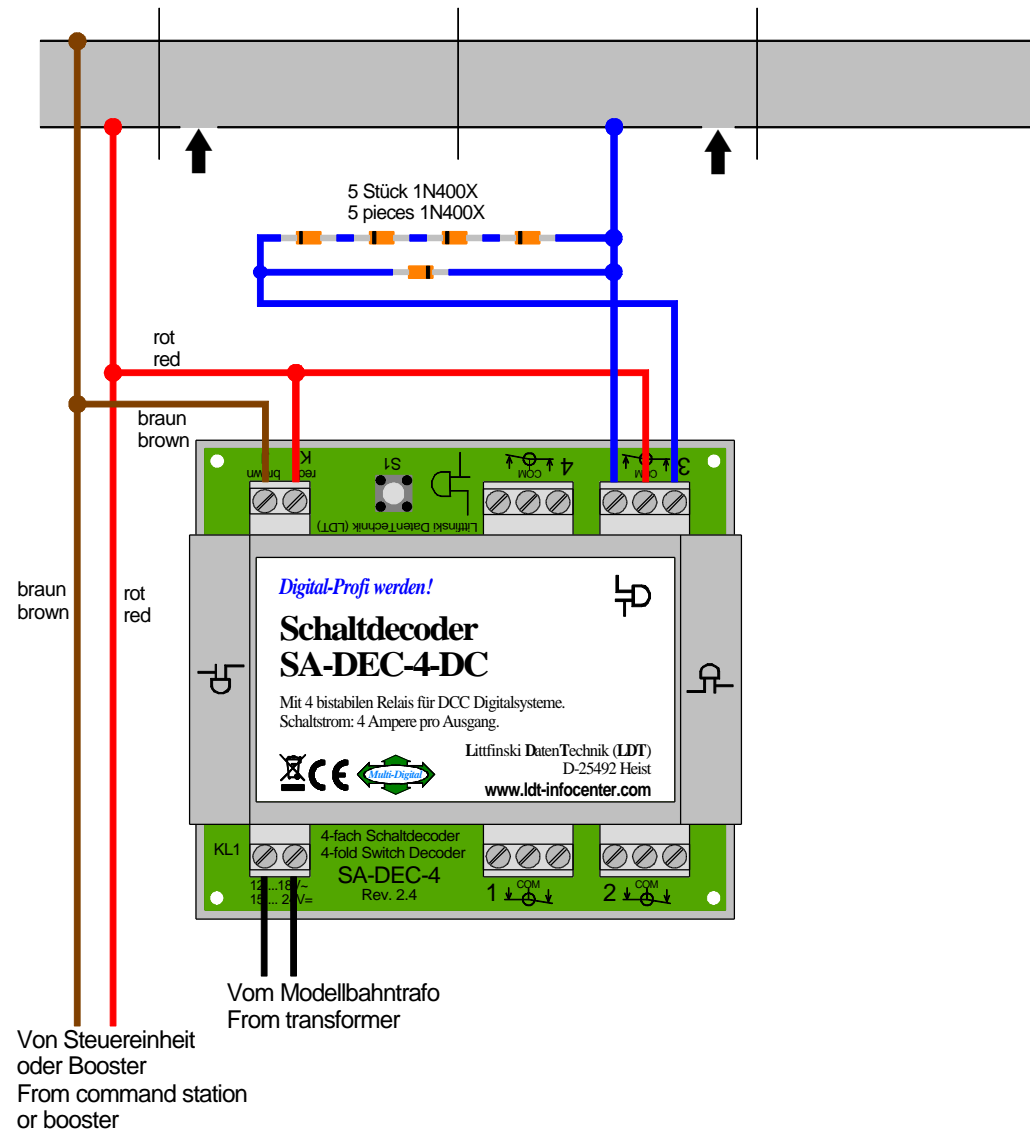 5 Stück 1N400X
5 pieces 1N400X
rot
red
braun
brown
S1
COM
4
COM
3
Littfinski DatenTechnik (LDT)
braun
brown
rot
red
Digital-Profi werden!
Schaltdecoder
SA-DEC-4-DC
Mit 4 bistabilen Relais für DCC Digitalsysteme.
Schaltstrom: 4 Ampere pro Ausgang.
Littfinski DatenTechnik (LDT)
D-25492 Heist
www.ldt-infocenter.com
CE
Multi-Digital
KL1
4-fach Schaltdecoder
4-fold Switch Decoder
SA-DEC-4
Rev. 2.4
1
COM
2
COM
Vom Modellbahntrafo
From transformer
Von Steuereinheit
oder Booster
From command station
or booster